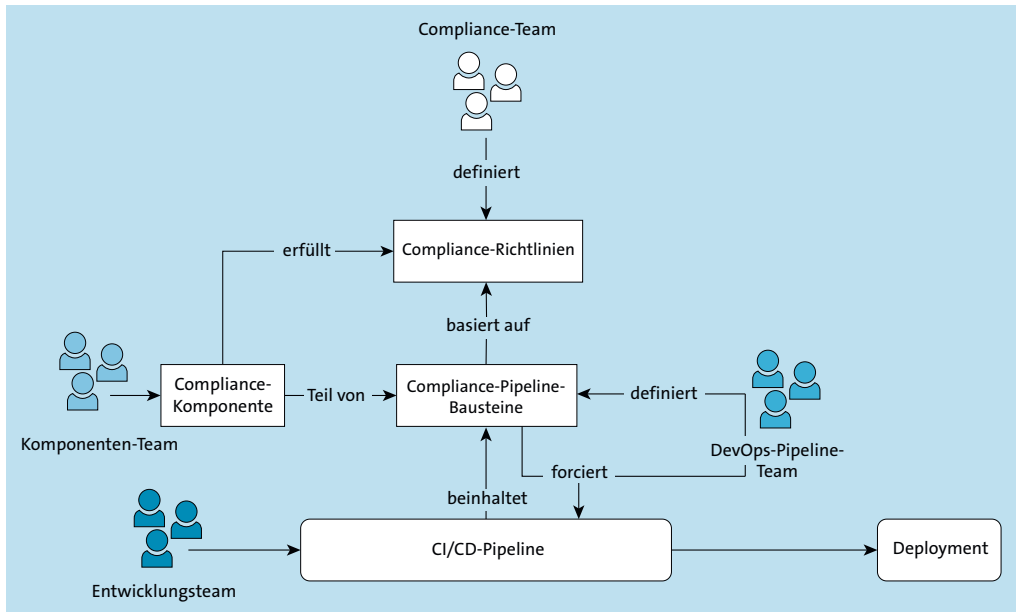 Compliance-Team
definiert
erfüllt
Compliance-Richtlinien
basiert auf
Compliance-
Komponente
Teil von
Compliance-Pipeline-
Bausteine
definiert
Komponenten-Team
DevOps-Pipeline-
Team
forciert
beinhaltet
CI/CD-Pipeline
Deployment
Entwicklungsteam